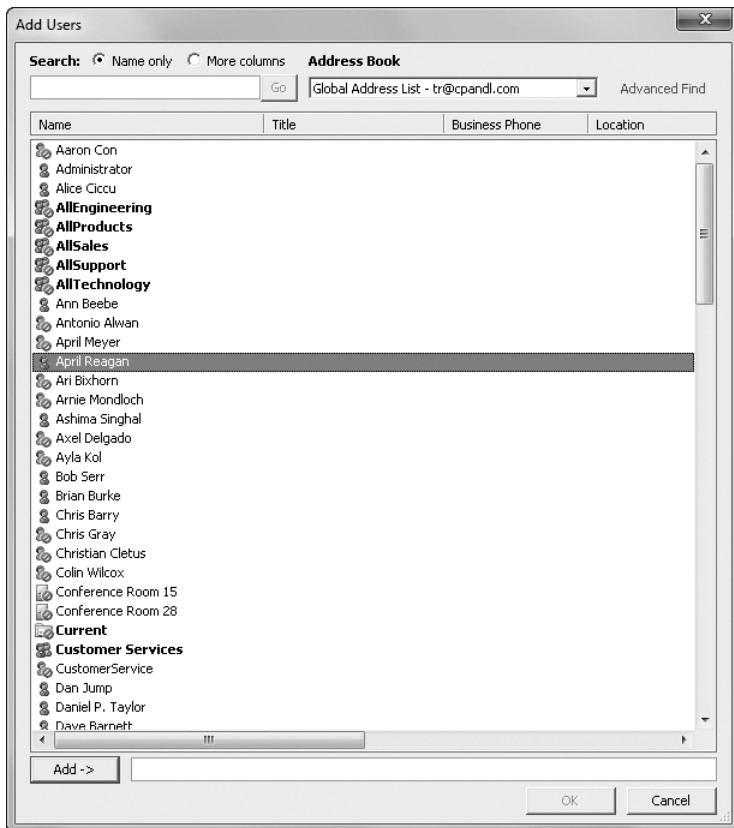 Add Users
Search: Name only More columns Address Book
Go Global Address List - tr@cpandl.com Advanced Find
Name Title Business Phone Location
Aaron Con
Administrator
Alice Ciccu
AllEngineering
AllProducts
AllSales
AllSupport
AllTechnology
Ann Beebe
Antonio Alwan
April Meyer
April Reagan
Ari Bixhorn
Arnie Mondloch
Ashima Singhal
Axel Delgado
Ayla Kol
Bob Serr
Brian Burke
Chris Barry
Chris Gray
Christian Cletus
Colin Wilcox
Conference Room 15
Conference Room 28
Current
Customer Services
CustomerService
Dan Jump
Daniel P. Taylor
Dave Barnett
Add ->
OK Cancel